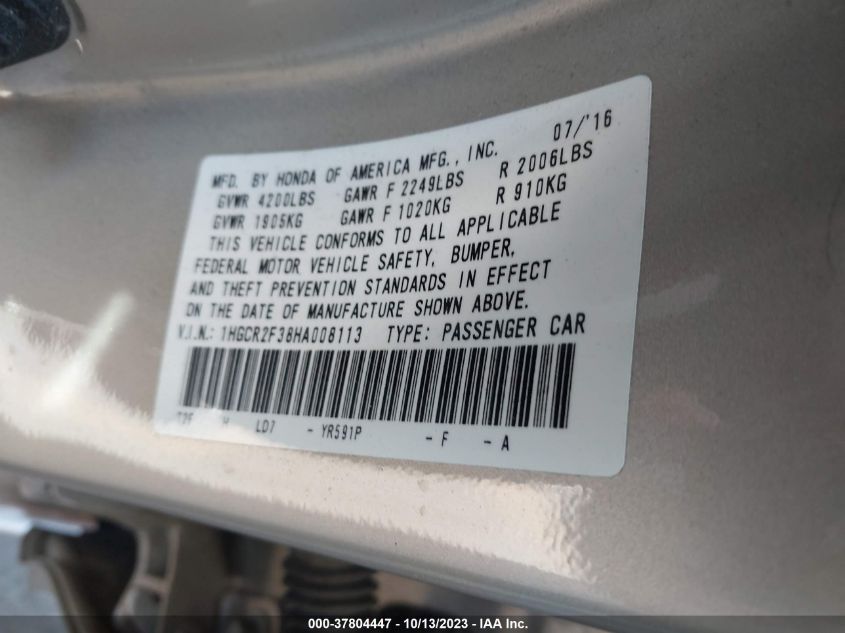 07/'16
MFD. BY HONDA OF AMERICA MFG., INC.
GVWR 4200LBS GAWR F 2249LBS R 2006LBS
GVWR 1905KG GAWR F 1020KG R 910KG
THIS VEHICLE CONFORMS TO ALL APPLICABLE
FEDERAL MOTOR VEHICLE SAFETY, BUMPER,
AND THEFT PREVENTION STANDARDS IN EFFECT
ON THE DATE OF MANUFACTURE SHOWN ABOVE.
V.I.N.: 1HGCR2F38HA008113 TYPE: PASSENGER CAR
LD7 - YR591P - F - A
000-37804447 - 10/13/2023 - IAA Inc.